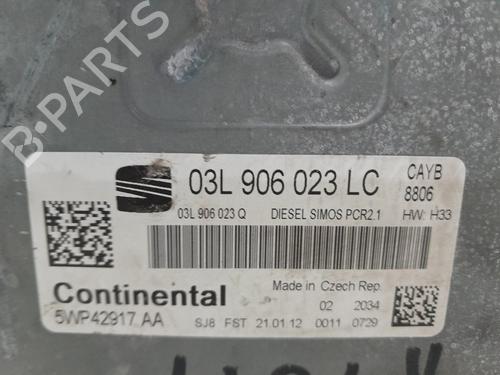 B-PARTS
03L 906 023 LC
CAYB
8806
03L 906 023 Q DIESEL SIMOS PCR2.1 HW: H33
Continental
Made in Czech Rep.
02 2034
5WP42917 AA
SJ8 FST 21.01.12 0011 0729